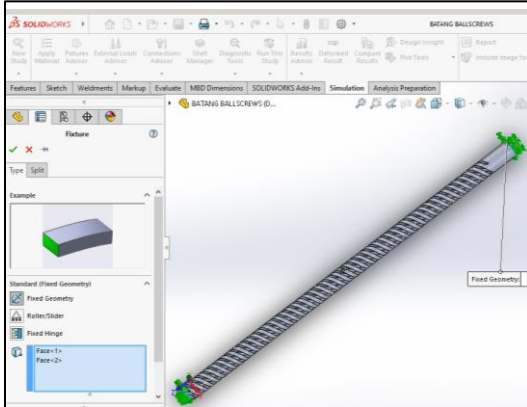 SOLIDWORKS
BATANG BALLSCREWS
New Study
Apply Material
Fixtures Advisor
External Loads Advisor
Connections Advisor
Shell Manager
Diagnostic Tools
Run This Study
Results Advisor
Deformed Result
Compare Results
Design Insight
Plot Tools
Report
Include Image for
Features Sketch Weldments Markup Evaluate MBD Dimensions SOLIDWORKS Add-Ins Simulation Analysis Preparation
BATANG BALLSCREWS (D...
Fixture
Type Split
Example
Standard (Fixed Geometry)
Fixed Geometry
Roller/Slider
Fixed Hinge
Face<1>
Face<2>
Fixed Geometry: